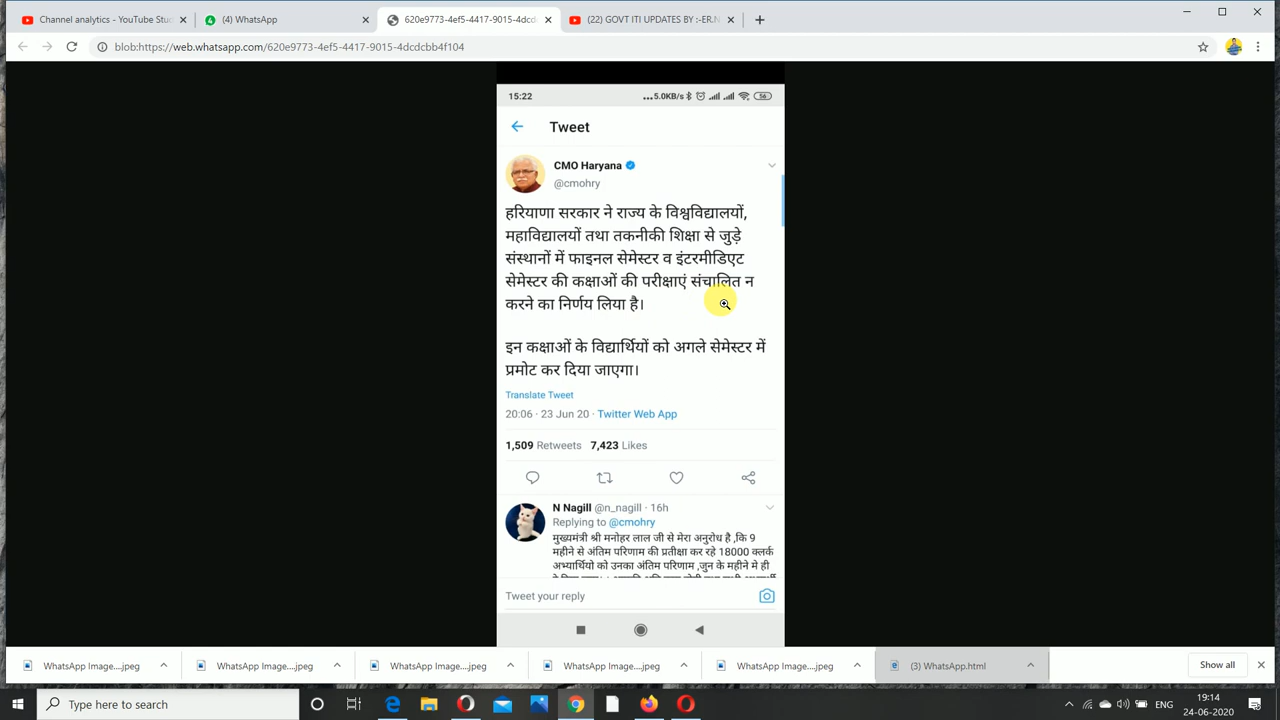 Channel analytics - YouTube Stu
(4) WhatsApp
620e9773-4ef5-4417-9015-4dcd
(22) GOVT ITI UPDATES BY :-ER.N
blob:https://web.whatsapp.com/620e9773-4ef5-4417-9015-4dcdcbb4f104
15:22
...5.0KB/s
56
Tweet
CMO Haryana
@cmohry
हरियाणा सरकार ने राज्य के विश्वविद्यालयों,
महाविद्यालयों तथा तकनीकी शिक्षा से जुड़े
संस्थानों में फाइनल सेमेस्टर व इंटरमीडिएट
सेमेस्टर की कक्षाओं की परीक्षाएं संचालित न
करने का निर्णय लिया है।
इन कक्षाओं के विद्यार्थियों को अगले सेमेस्टर में
प्रमोट कर दिया जाएगा।
Translate Tweet
20:06 · 23 Jun 20 · Twitter Web App
1,509 Retweets 7,423 Likes
N Nagill @n_nagill · 16h
Replying to @cmohry
मुख्यमंत्री श्री मनोहर लाल जी से मेरा अनुरोध है ,कि 9
महीने से अंतिम परिणाम की प्रतीक्षा कर रहे 18000 क्लर्क
अभ्यार्थियो को उनका अंतिम परिणाम ,जुन के महीने मे ही
Tweet your reply
WhatsApp Image....jpeg
WhatsApp Image....jpeg
WhatsApp Image....jpeg
WhatsApp Image....jpeg
WhatsApp Image....jpeg
(3) WhatsApp.html
Show all
Type here to search
ENG
19:14
24-06-2020